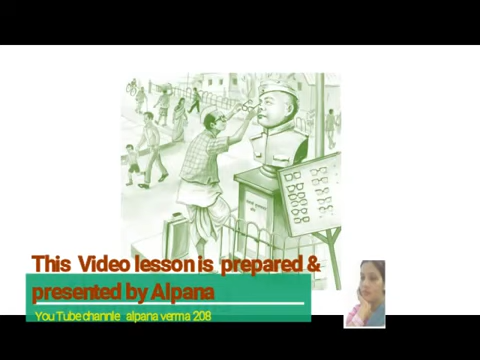 This Video lesson is prepared &
presented by Alpana
You Tube channle alpana verma 208